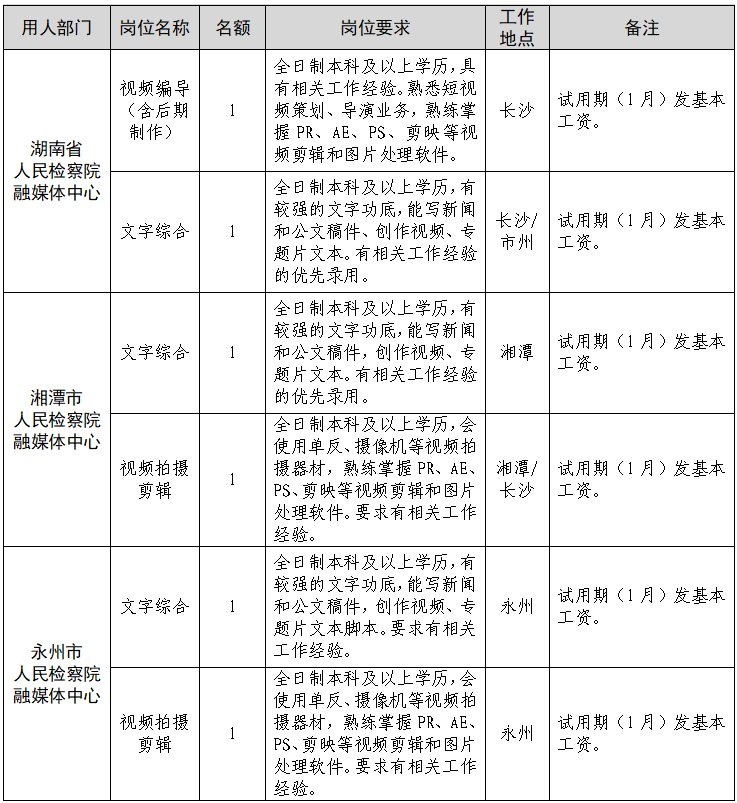 用人部门 岗位名称 名额 岗位要求 工作地点 备注
湖南省
人民检察院
融媒体中心
视频编导
（含后期
制作）
1
全日制本科及以上学历，具
有相关工作经验。熟悉短视
频策划、导演业务，熟练掌
握PR、AE、PS、剪映等视
频剪辑和图片处理软件。
长沙
试用期（1月）发基本
工资。
文字综合
1
全日制本科及以上学历，有
较强的文字功底，能写新闻
和公文稿件、创作视频、专
题片文本。有相关工作经验
的优先录用。
长沙/
市州
试用期（1月）发基本
工资。
湘潭市
人民检察院
融媒体中心
文字综合
1
全日制本科及以上学历，有
较强的文字功底，能写新闻
和公文稿件，创作视频、专
题片文本。有相关工作经验
的优先录用。
湘潭
试用期（1月）发基本
工资。
视频拍摄
剪辑
1
全日制本科及以上学历，会
使用单反、摄像机等视频拍
摄器材，熟练掌握PR、AE、
PS、剪映等视频剪辑和图片
处理软件。要求有相关工作
经验。
湘潭/
长沙
试用期（1月）发基本
工资。
永州市
人民检察院
融媒体中心
文字综合
1
全日制本科及以上学历，有
较强的文字功底，能写新闻
和公文稿件，创作视频、专
题片文本脚本。要求有相关
工作经验。
永州
试用期（1月）发基本
工资。
视频拍摄
剪辑
1
全日制本科及以上学历，会
使用单反、摄像机等视频拍
摄器材，熟练掌握PR、AE、
PS、剪映等视频剪辑和图片
处理软件。要求有相关工作
经验。
永州
试用期（1月）发基本
工资。